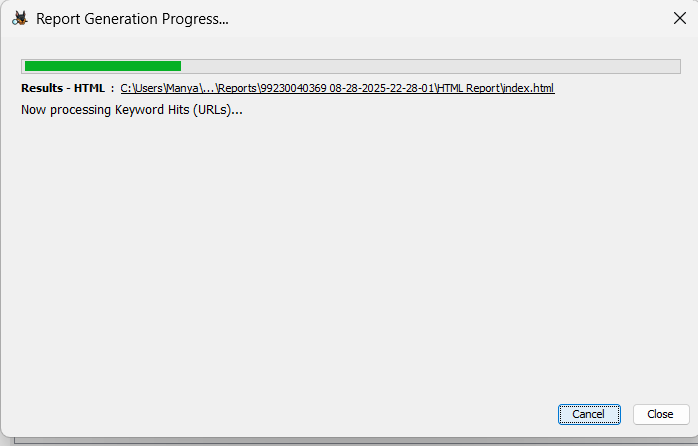 Report Generation Progress...
Results - HTML : C:\Users\Manya\...\Reports\99230040369 08-28-2025-22-28-01\HTML Report\index.html
Now processing Keyword Hits (URLs)...
Cancel Close